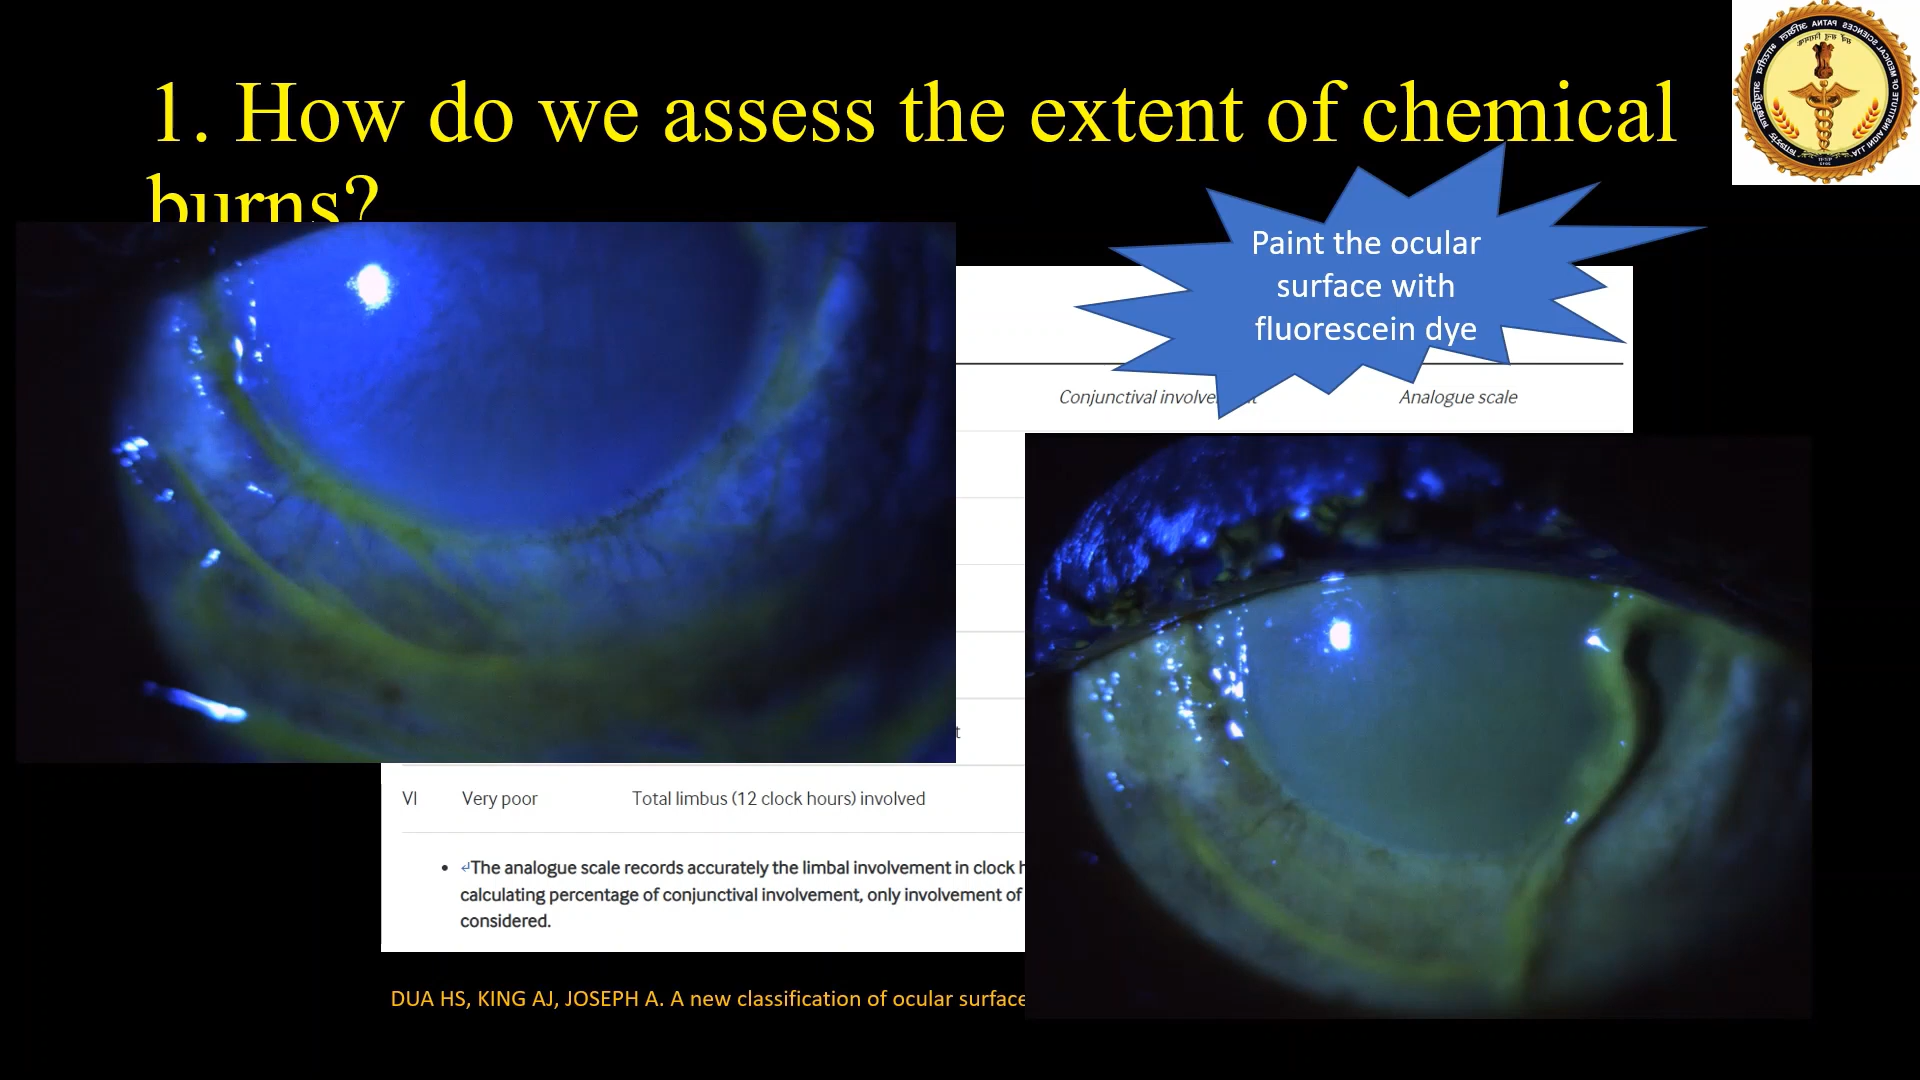 1. How do we assess the extent of chemical
burns?
Paint the ocular
surface with
fluorescein dye
Analogue scale
VI Very poor Total limbus (12 clock hours) involved
• The analogue scale records accurately the limbal involvement in clock
calculating percentage of conjunctival involvement, only involvement of
considered.
DUA HS, KING AJ, JOSEPH A. A new classification of ocular surface